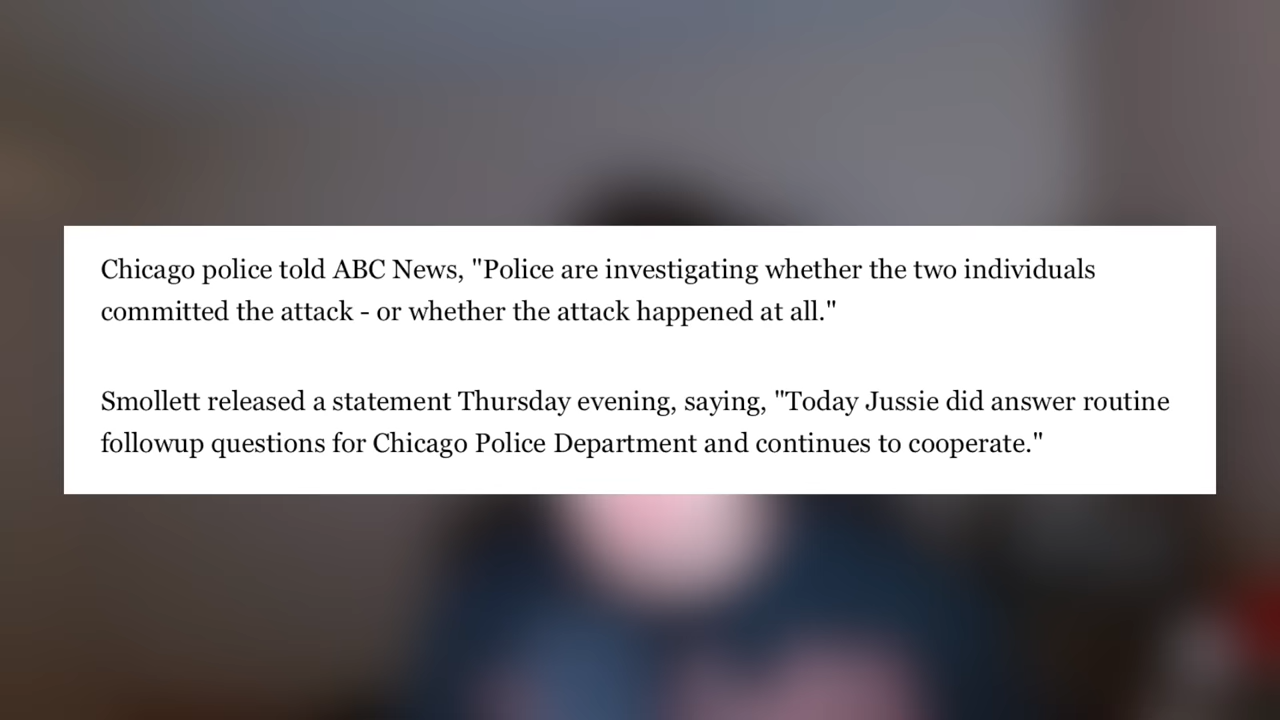 Chicago police told ABC News, "Police are investigating whether the two individuals
committed the attack - or whether the attack happened at all."
Smollett released a statement Thursday evening, saying, "Today Jussie did answer routine
followup questions for Chicago Police Department and continues to cooperate."